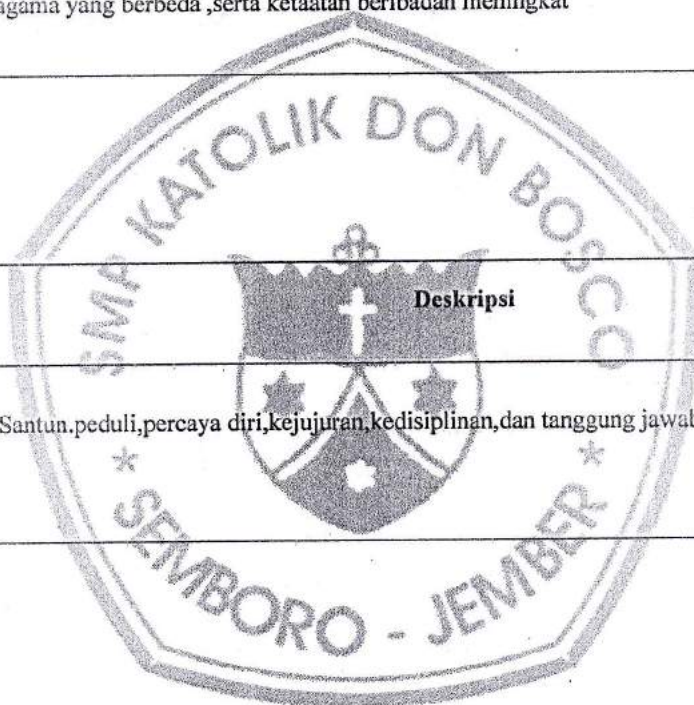 agama yang berbeda ,serta ketaatan beribadah meningkat
SMP KATOLIK DON BOSCO
Deskripsi
Santun.peduli,percaya diri,kejujuran,kedisiplinan,dan tanggung jawab
* SEMBORO - JEMBER *